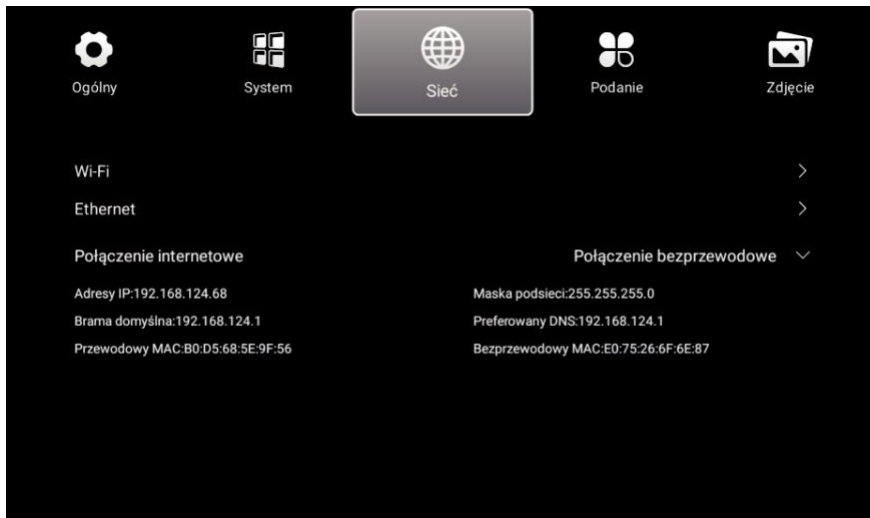 Ogólny
System
Sieć
Podanie
Zdjęcie
Wi-Fi
Ethernet
Połączenie internetowe
Połączenie bezprzewodowe
Adresy IP:192.168.124.68
Maska podsieci:255.255.255.0
Brama domyślna:192.168.124.1
Preferowany DNS:192.168.124.1
Przewodowy MAC:B0:D5:68:5E:9F:56
Bezprzewodowy MAC:E0:75:26:6F:6E:87